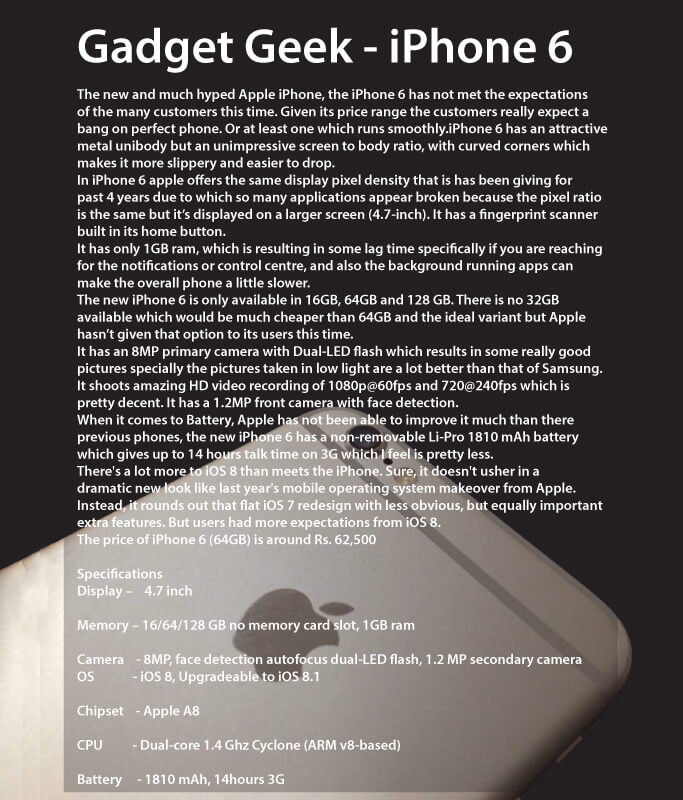 Gadget Geek - iPhone 6
The new and much hyped Apple iPhone, the iPhone 6 has not met the expectations
of the many customers this time. Given its price range the customers really expect a
bang on perfect phone. Or at least one which runs smoothly.iPhone 6 has an attractive
metal unibody but an unimpressive screen to body ratio, with curved corners which
makes it more slippery and easier to drop.
In iPhone 6 apple offers the same display pixel density that is has been giving for
past 4 years due to which so many applications appear broken because the pixel ratio
is the same but it’s displayed on a larger screen (4.7-inch). It has a fingerprint scanner
built in its home button.
It has only 1GB ram, which is resulting in some lag time specifically if you are reaching
for the notifications or control centre, and also the background running apps can
make the overall phone a little slower.
The new iPhone 6 is only available in 16GB, 64GB and 128 GB. There is no 32GB
available which would be much cheaper than 64GB and the ideal variant but Apple
hasn’t given that option to its users this time.
It has an 8MP primary camera with Dual-LED flash which results in some really good
pictures specially the pictures taken in low light are a lot better than that of Samsung.
It shoots amazing HD video recording of 1080p@60fps and 720@240fps which is
pretty decent. It has a 1.2MP front camera with face detection.
When it comes to Battery, Apple has not been able to improve it much than there
previous phones, the new iPhone 6 has a non-removable Li-Pro 1810 mAh battery
which gives up to 14 hours talk time on 3G which I feel is pretty less.
There's a lot more to iOS 8 than meets the iPhone. Sure, it doesn't usher in a
dramatic new look like last year's mobile operating system makeover from Apple.
Instead, it rounds out that flat iOS 7 redesign with less obvious, but equally important
extra features. But users had more expectations from iOS 8.
The price of iPhone 6 (64GB) is around Rs. 62,500
Specifications
Display – 4.7 inch
Memory – 16/64/128 GB no memory card slot, 1GB ram
Camera - 8MP, face detection autofocus dual-LED flash, 1.2 MP secondary camera
OS - iOS 8, Upgradeable to iOS 8.1
Chipset - Apple A8
CPU - Dual-core 1.4 Ghz Cyclone (ARM v8-based)
Battery - 1810 mAh, 14hours 3G